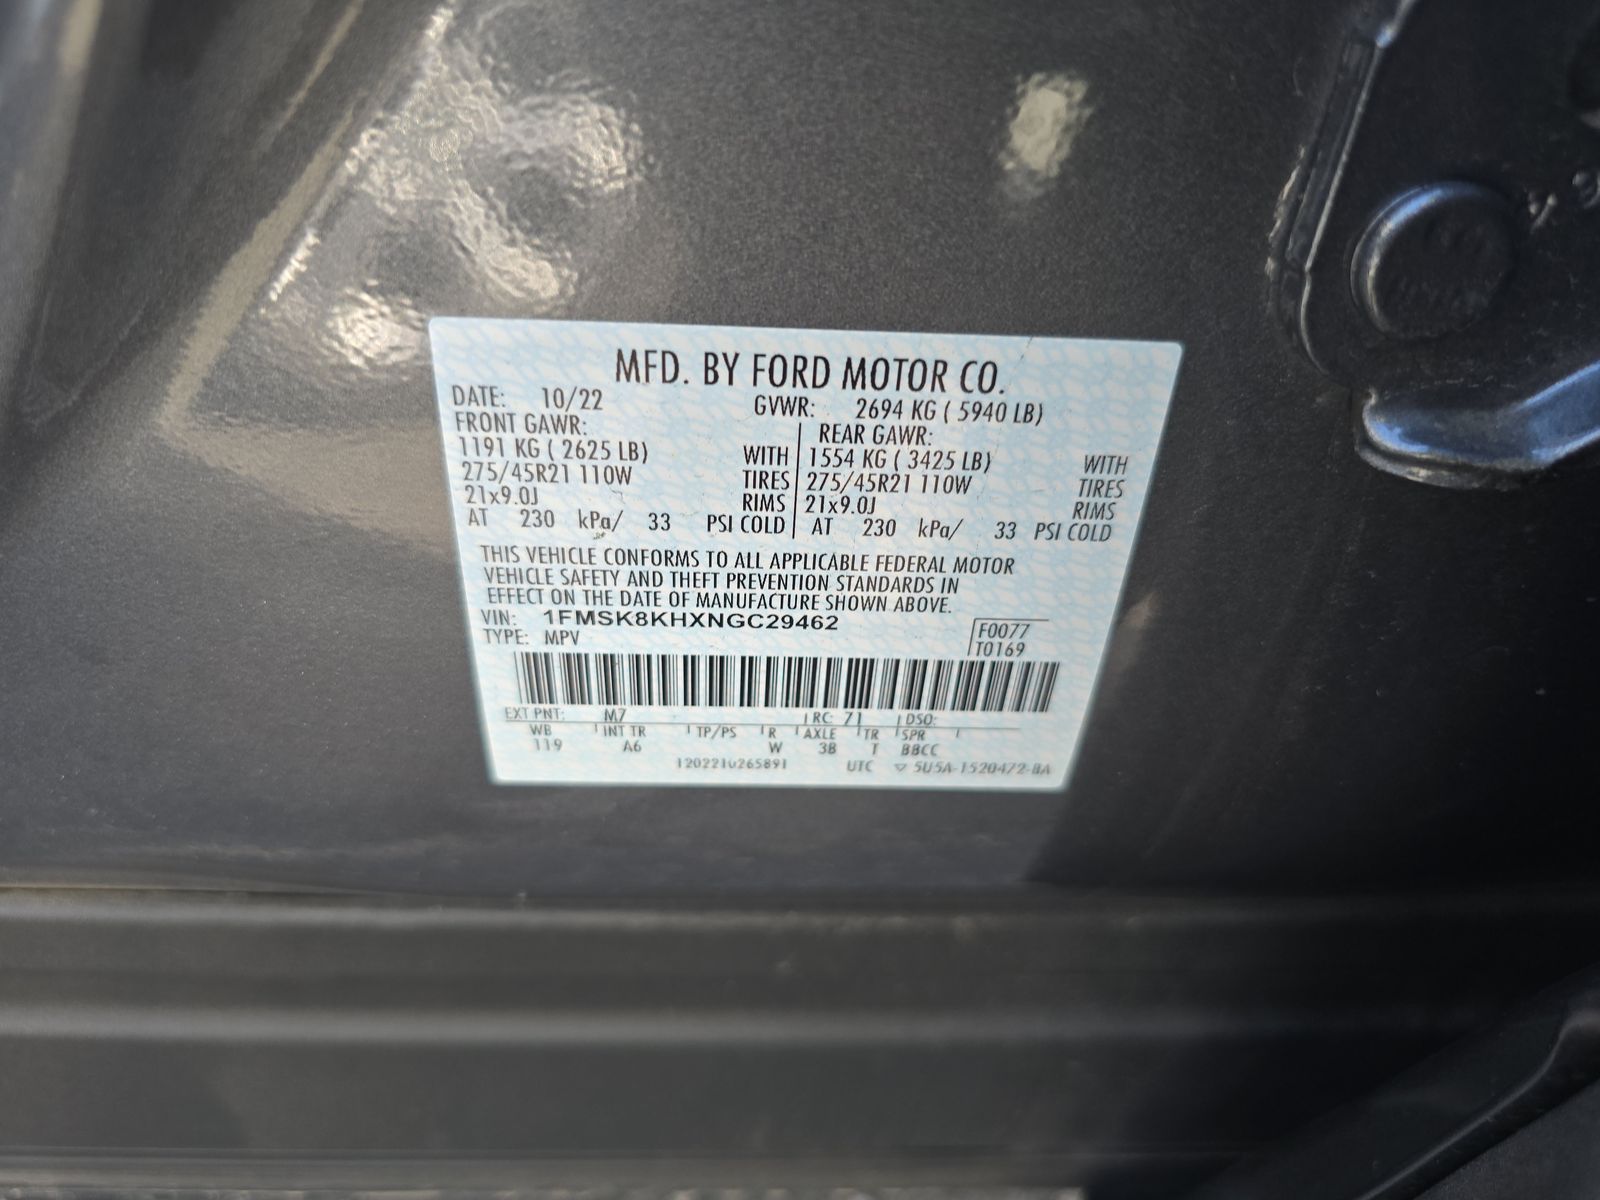 MFD. BY FORD MOTOR CO.
DATE: 10/22 GVWR: 2694 KG ( 5940 LB)
FRONT GAWR: REAR GAWR:
1191 KG ( 2625 LB) WITH 1554 KG ( 3425 LB) WITH
275/45R21 110W TIRES 275/45R21 110W TIRES
21x9.0J RIMS 21x9.0J RIMS
AT 230 kPa/ 33 PSI COLD AT 230 kPa/ 33 PSI COLD
THIS VEHICLE CONFORMS TO ALL APPLICABLE FEDERAL MOTOR
VEHICLE SAFETY AND THEFT PREVENTION STANDARDS IN
EFFECT ON THE DATE OF MANUFACTURE SHOWN ABOVE.
VIN: 1FMSK8KHXNGC29462 F0077
TYPE: MPV T0169
EXT PNT: M7 RC: 71 DSO:
WB INT TR TP/PS R AXLE TR SPR
119 A6 W 3B T BBCC
1202210265891 UTC ▽ 5U5A-1520472-BA